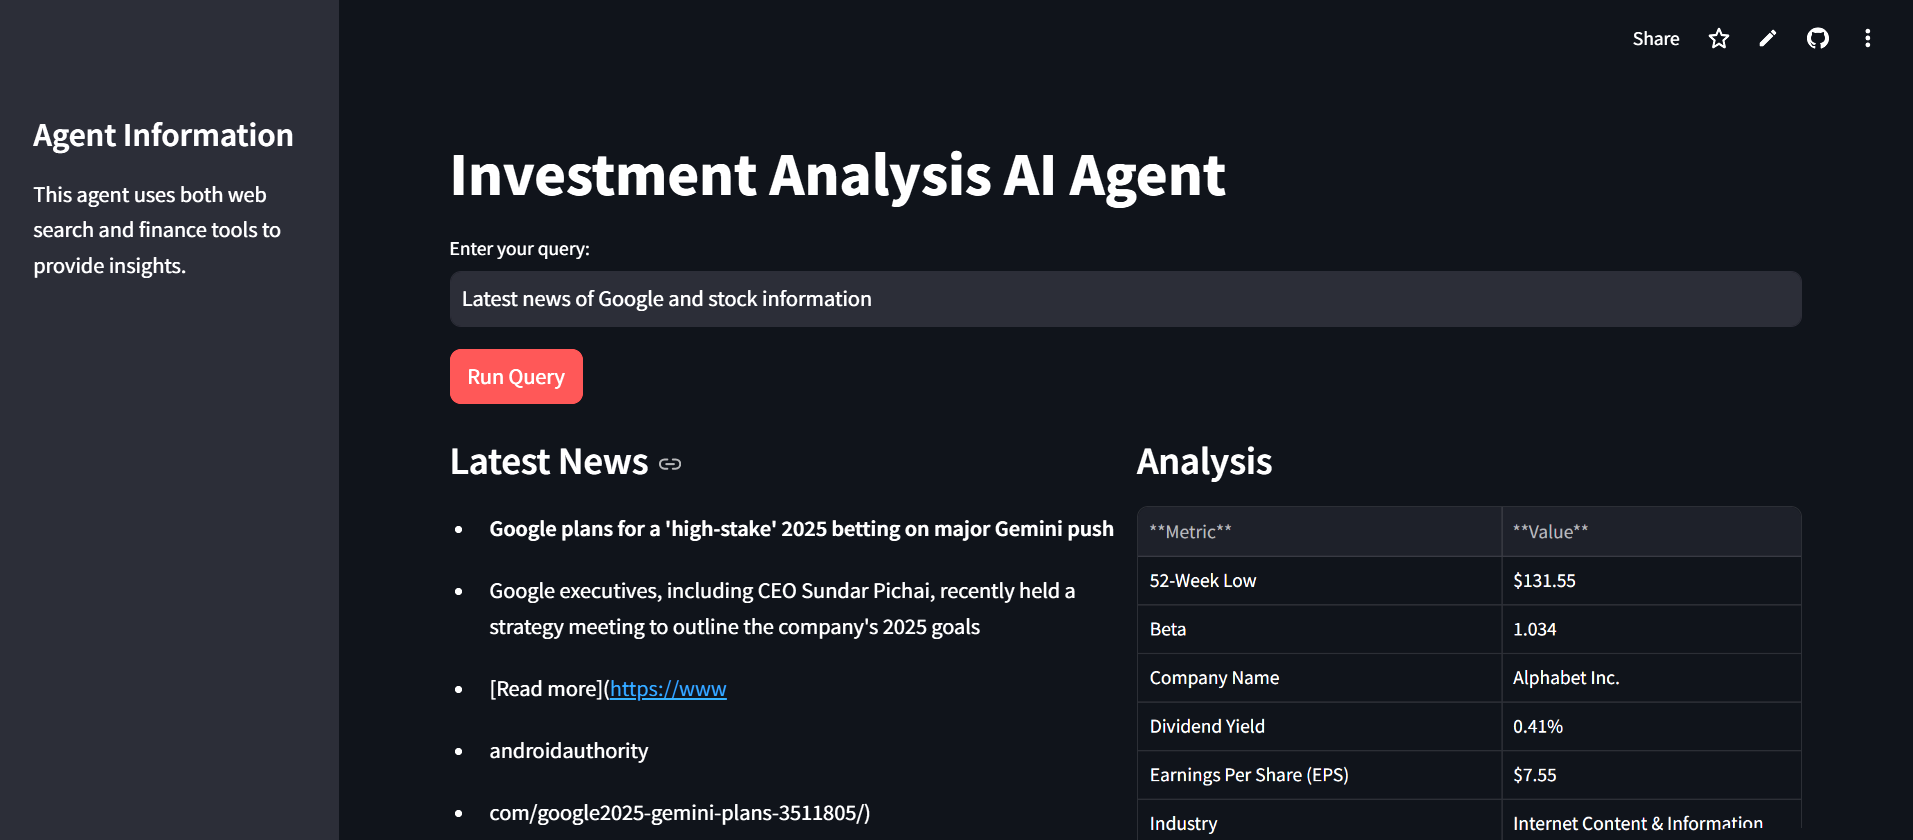 Share
Agent Information
This agent uses both web
search and finance tools to
provide insights.
Investment Analysis AI Agent
Enter your query:
Latest news of Google and stock information
Run Query
Latest News
• Google plans for a 'high-stake' 2025 betting on major Gemini push
• Google executives, including CEO Sundar Pichai, recently held a
strategy meeting to outline the company's 2025 goals
• [Read more](https://www
• androidauthority
• com/google2025-gemini-plans-3511805/)
Analysis
**Metric** **Value**
52-Week Low $131.55
Beta 1.034
Company Name Alphabet Inc.
Dividend Yield 0.41%
Earnings Per Share (EPS) $7.55
Industry Internet Content & Information